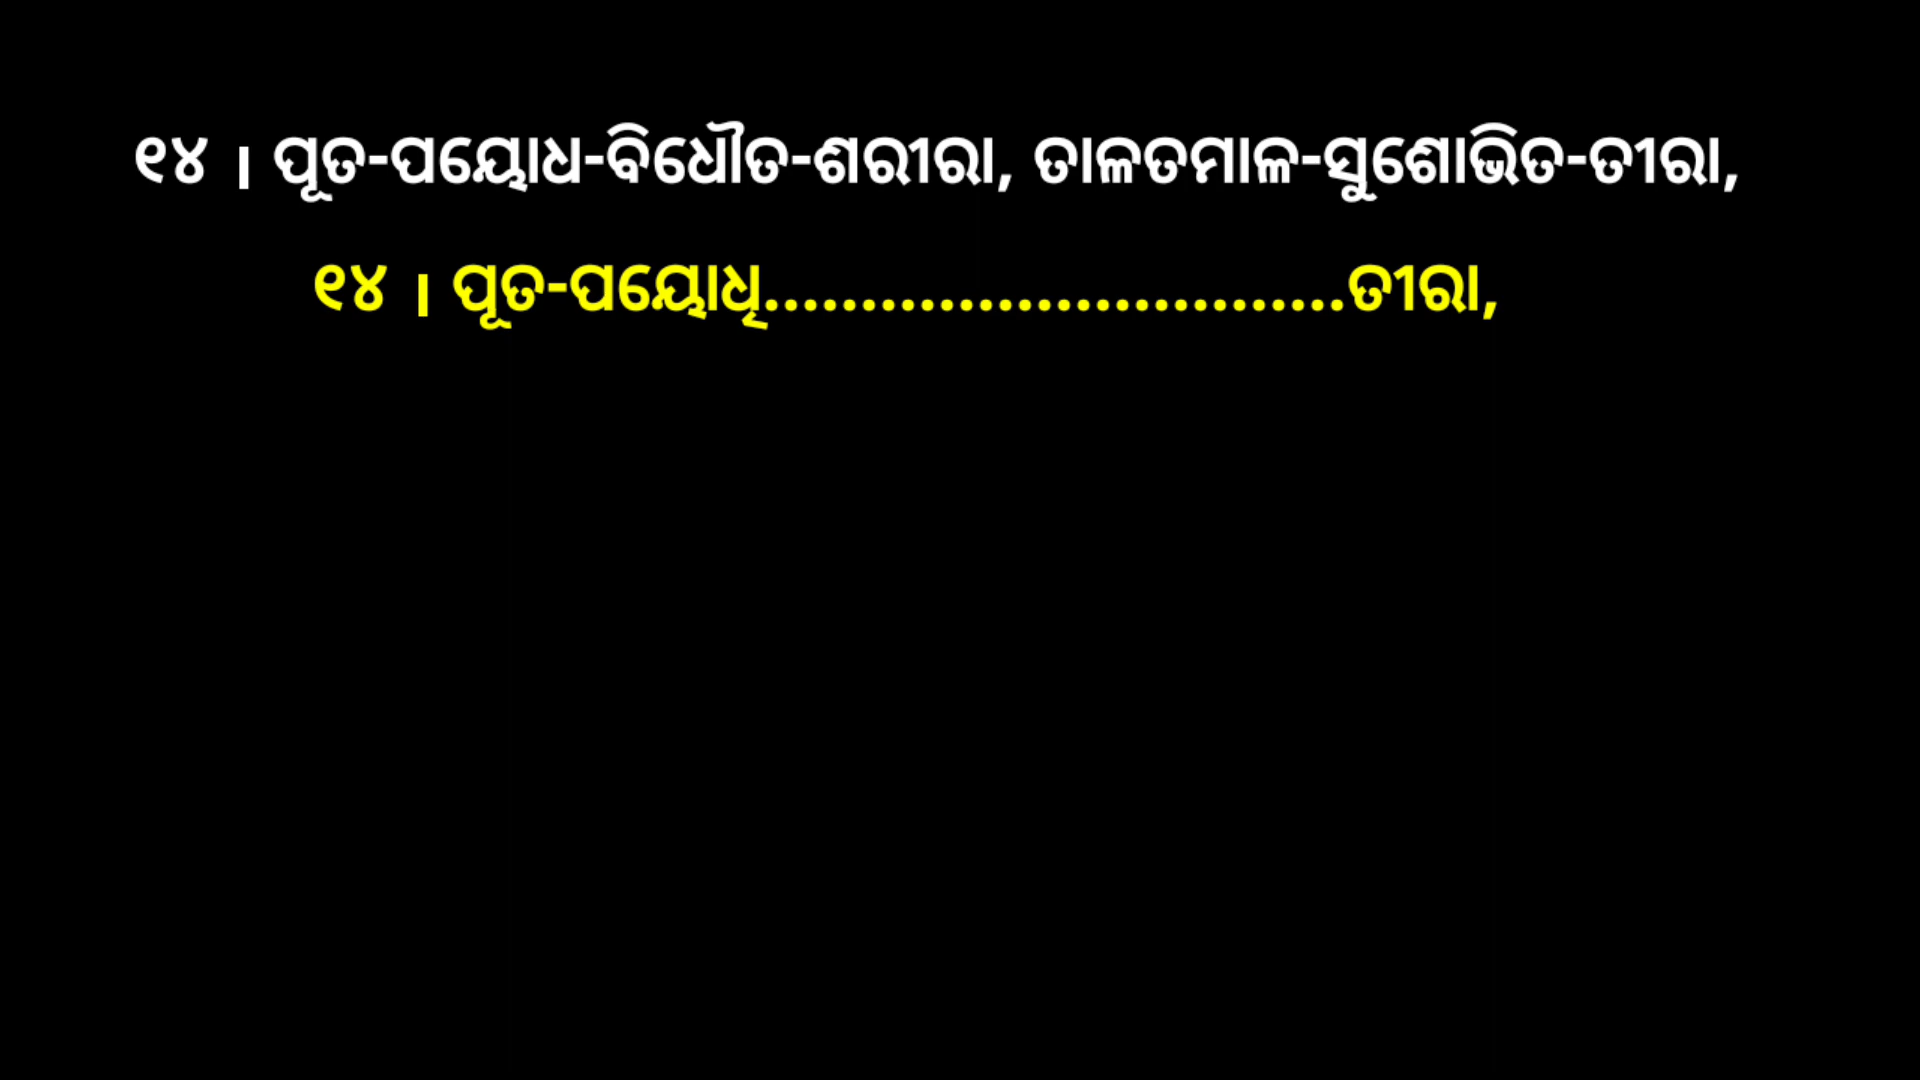 ୧୪ । ପୂତ-ପୟୋଧ-ବିଧୌତ-ଶରୀରା, ତାଳତମାଳ-ସୁଶୋଭିତ-ତୀରା,
୧୪ । ପୂତ-ପୟୋଧି..............................ତୀରା,